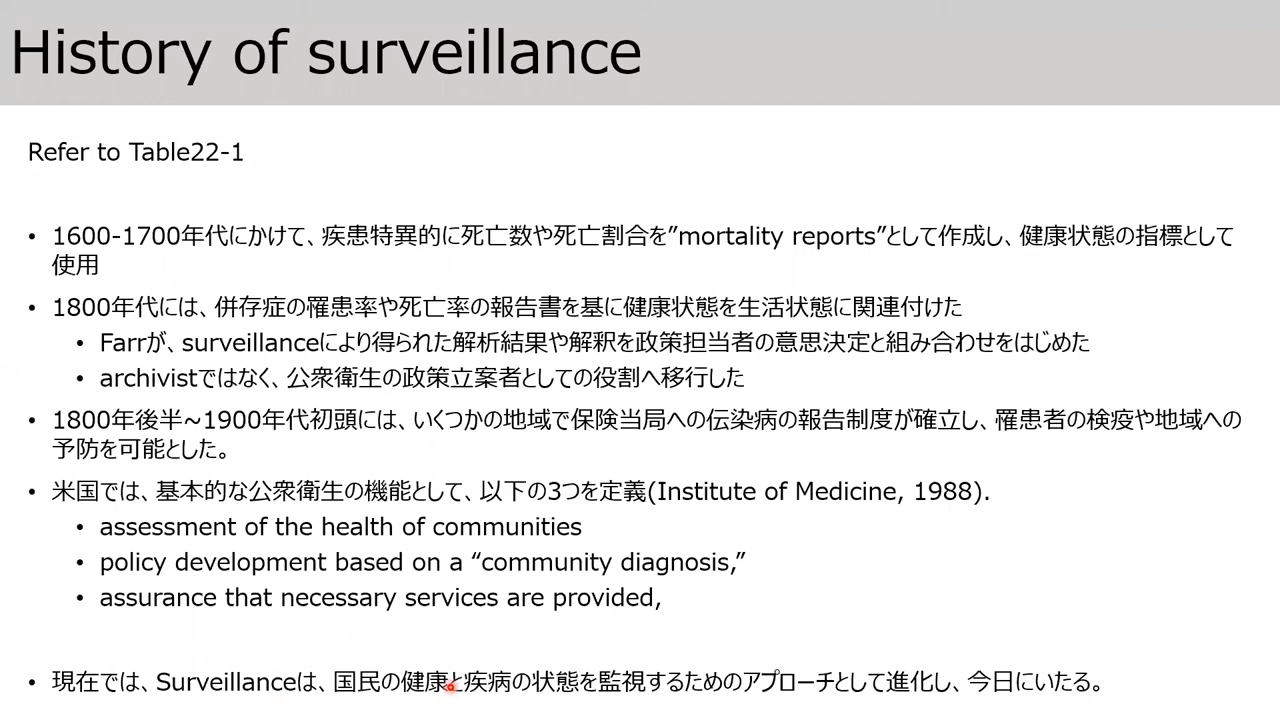 History of surveillance
Refer to Table22-1
• 1600-1700年代にかけて、疾患特異的に死亡数や死亡割合を”mortality reports”として作成し、健康状態の指標として
使用
• 1800年代には、併存症の罹患率や死亡率の報告書を基に健康状態を生活状態に関連付けた
• Farrが、surveillanceにより得られた解析結果や解釈を政策担当者の意思決定と組み合わせをはじめた
• archivistではなく、公衆衛生の政策立案者としての役割へ移行した
• 1800年後半~1900年代初頭には、いくつかの地域で保険当局への伝染病の報告制度が確立し、罹患者の検疫や地域への
予防を可能とした。
• 米国では、基本的な公衆衛生の機能として、以下の3つを定義(Institute of Medicine, 1988).
• assessment of the health of communities
• policy development based on a “community diagnosis,”
• assurance that necessary services are provided,
• 現在では、Surveillanceは、国民の健康と疾病の状態を監視するためのアプローチとして進化し、今日にいたる。